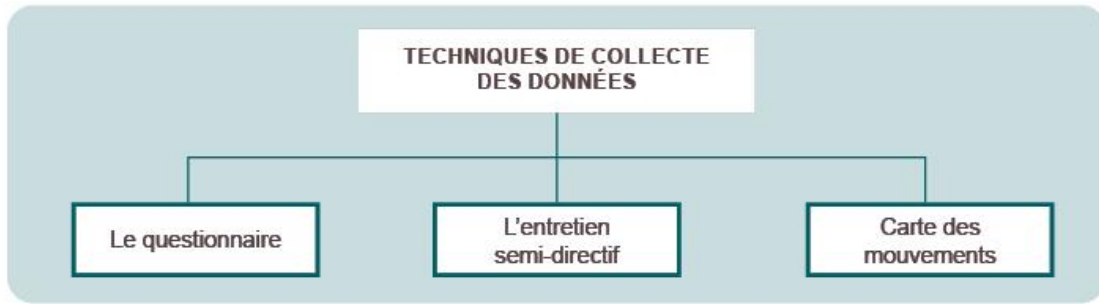 TECHNIQUES DE COLLECTE
DES DONNÉES
Le questionnaire
L'entretien
semi-directif
Carte des
mouvements